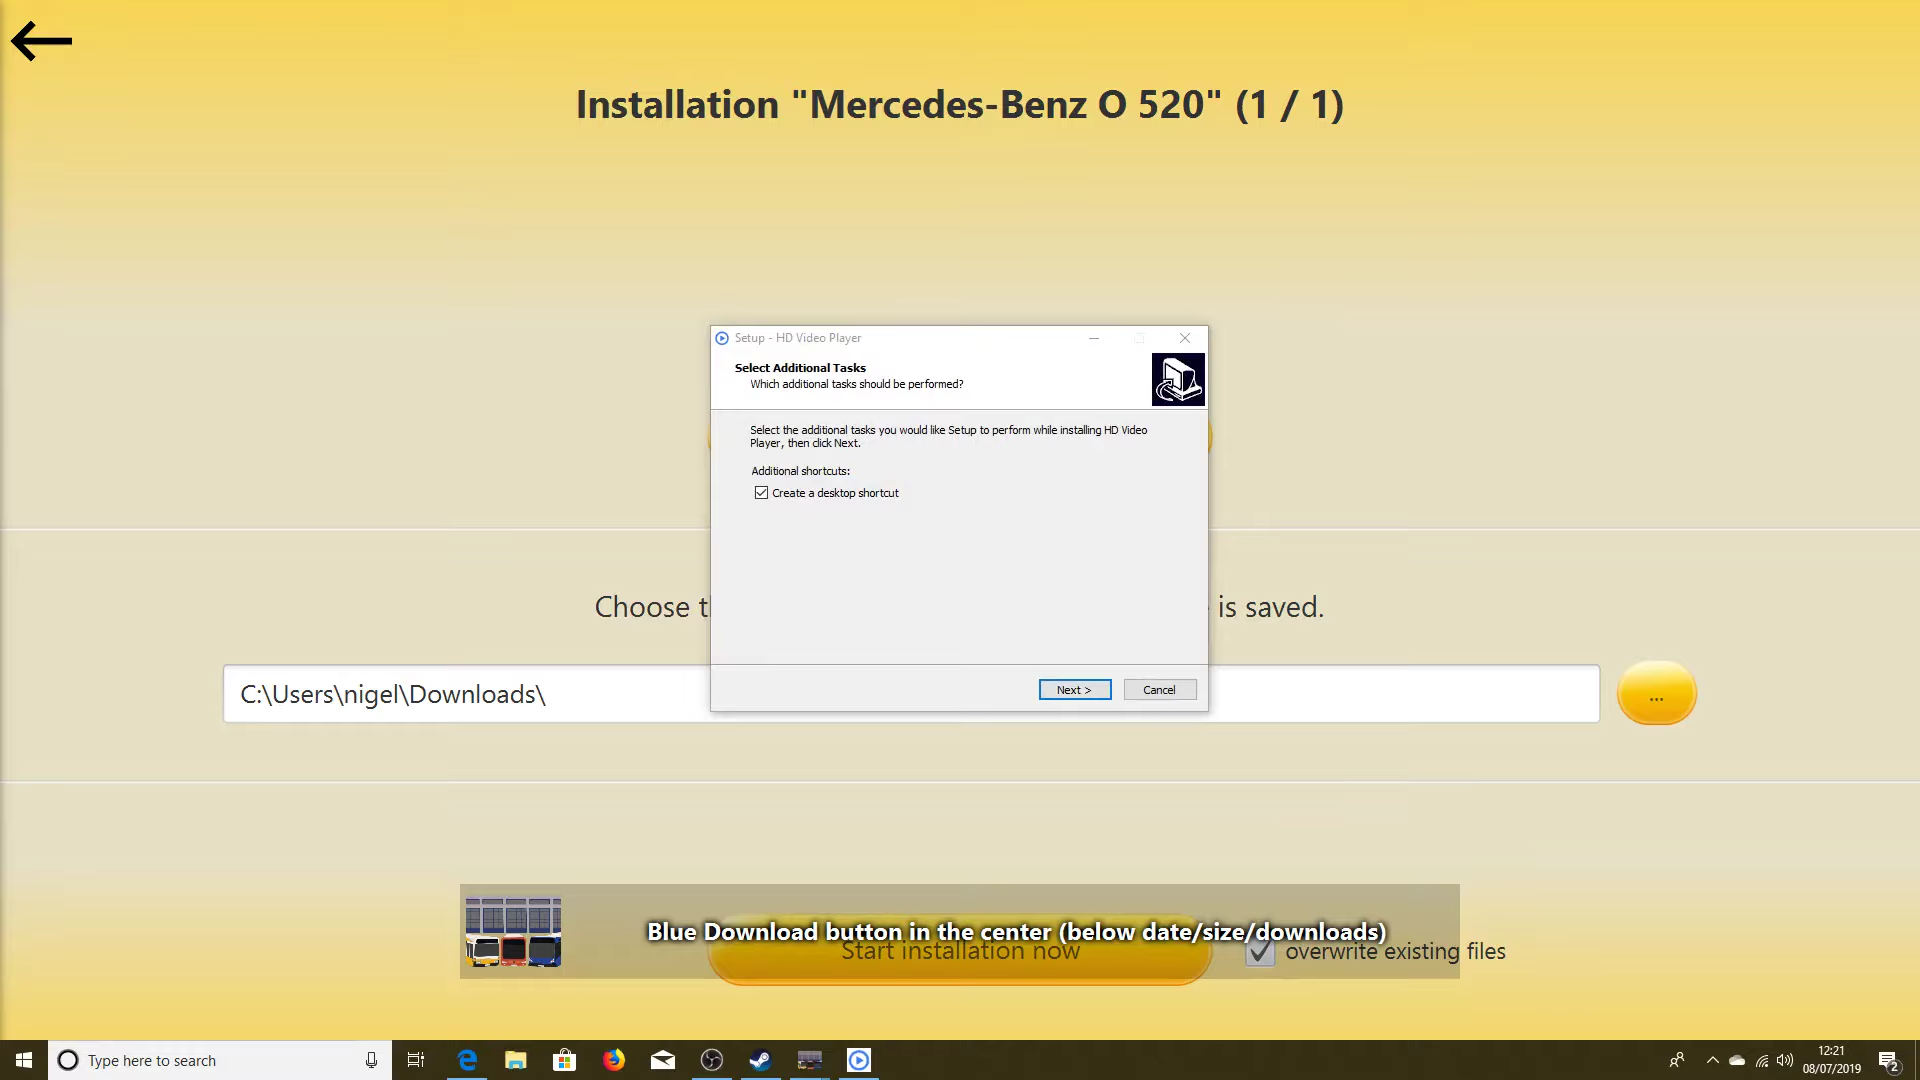 Installation "Mercedes-Benz O 520" (1 / 1)
Setup - HD Video Player
Select Additional Tasks
Which additional tasks should be performed?
Select the additional tasks you would like Setup to perform while installing HD Video
Player, then click Next.
Additional shortcuts:
Create a desktop shortcut
Choose
is saved.
C:\Users\nigel\Downloads\
...
Next >
Cancel
Blue Download button in the center (below date/size/downloads)
Start installation now
overwrite existing files
Type here to search
12:21
08/07/2019
2